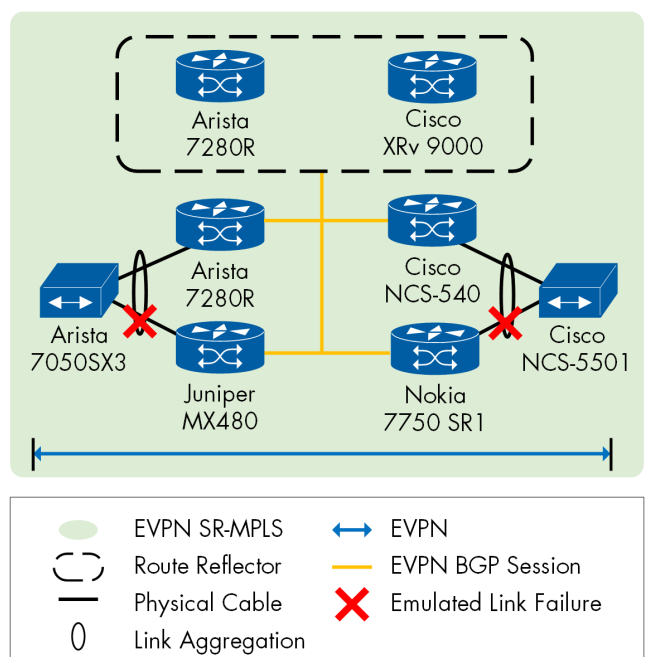 Arista
7280R
Cisco
XRv 9000
Arista
7280R
Cisco
NCS-540
Arista
7050SX3
Cisco
NCS-5501
Juniper
MX480
Nokia
7750 SR1
EVPN SR-MPLS
EVPN
Route Reflector
EVPN BGP Session
Physical Cable
Emulated Link Failure
Link Aggregation